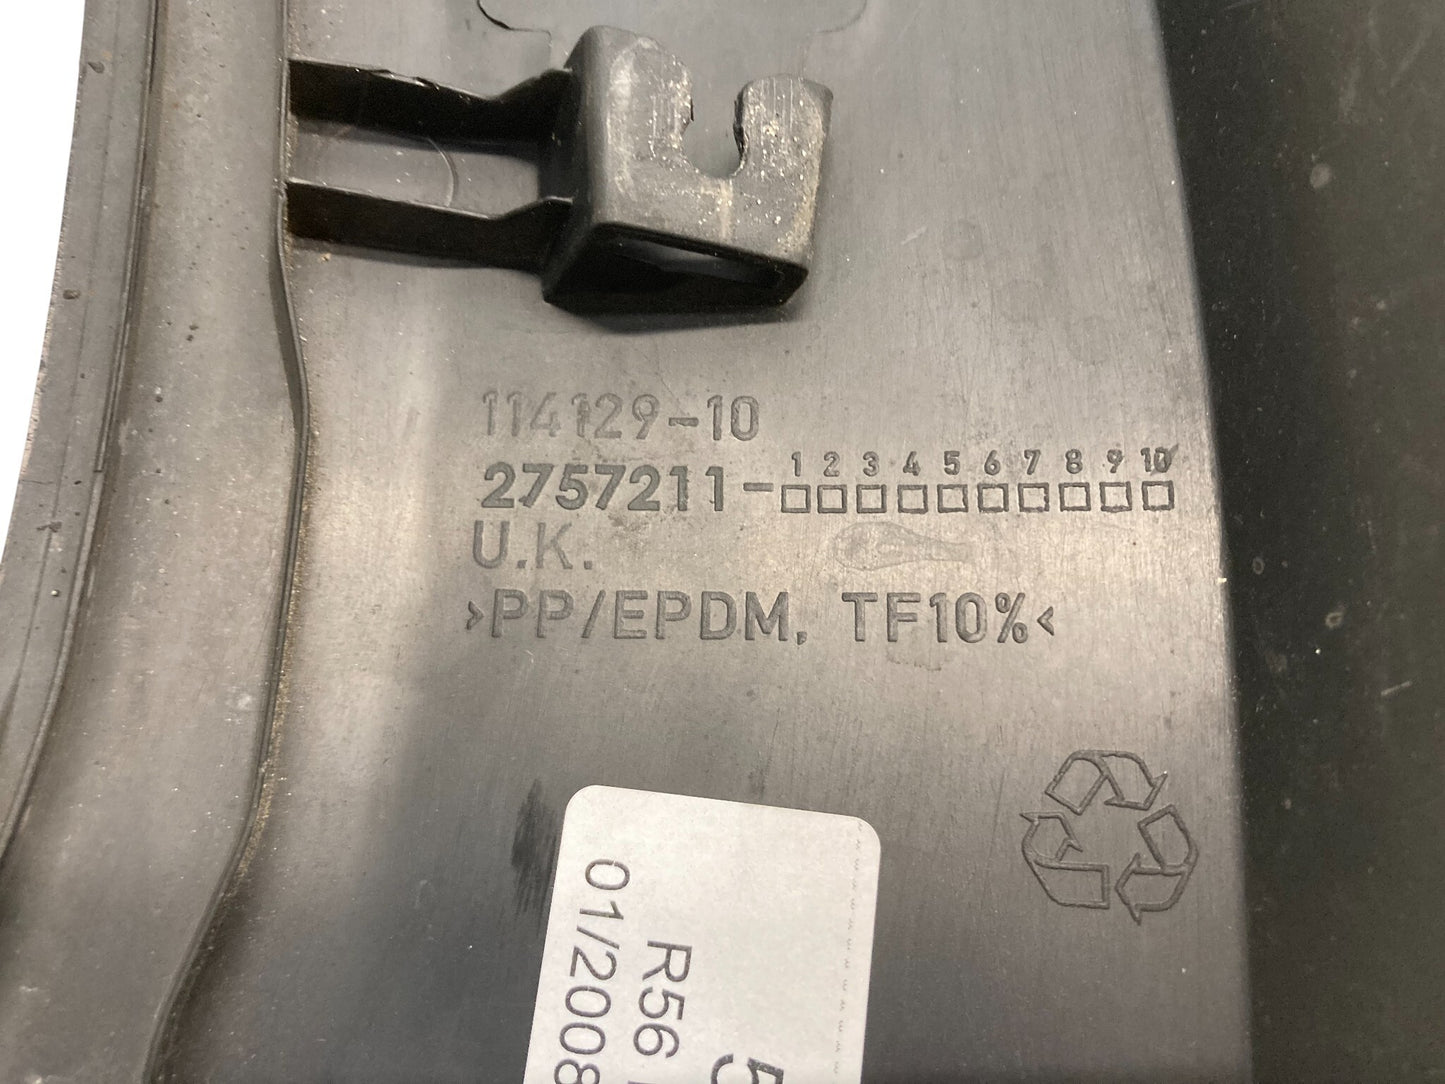 114129-10
1 2 3 4 5 6 7 8 9 10
2757211-
U.K.
>PP/EPDM, TF10%<
5
R56
01/2008